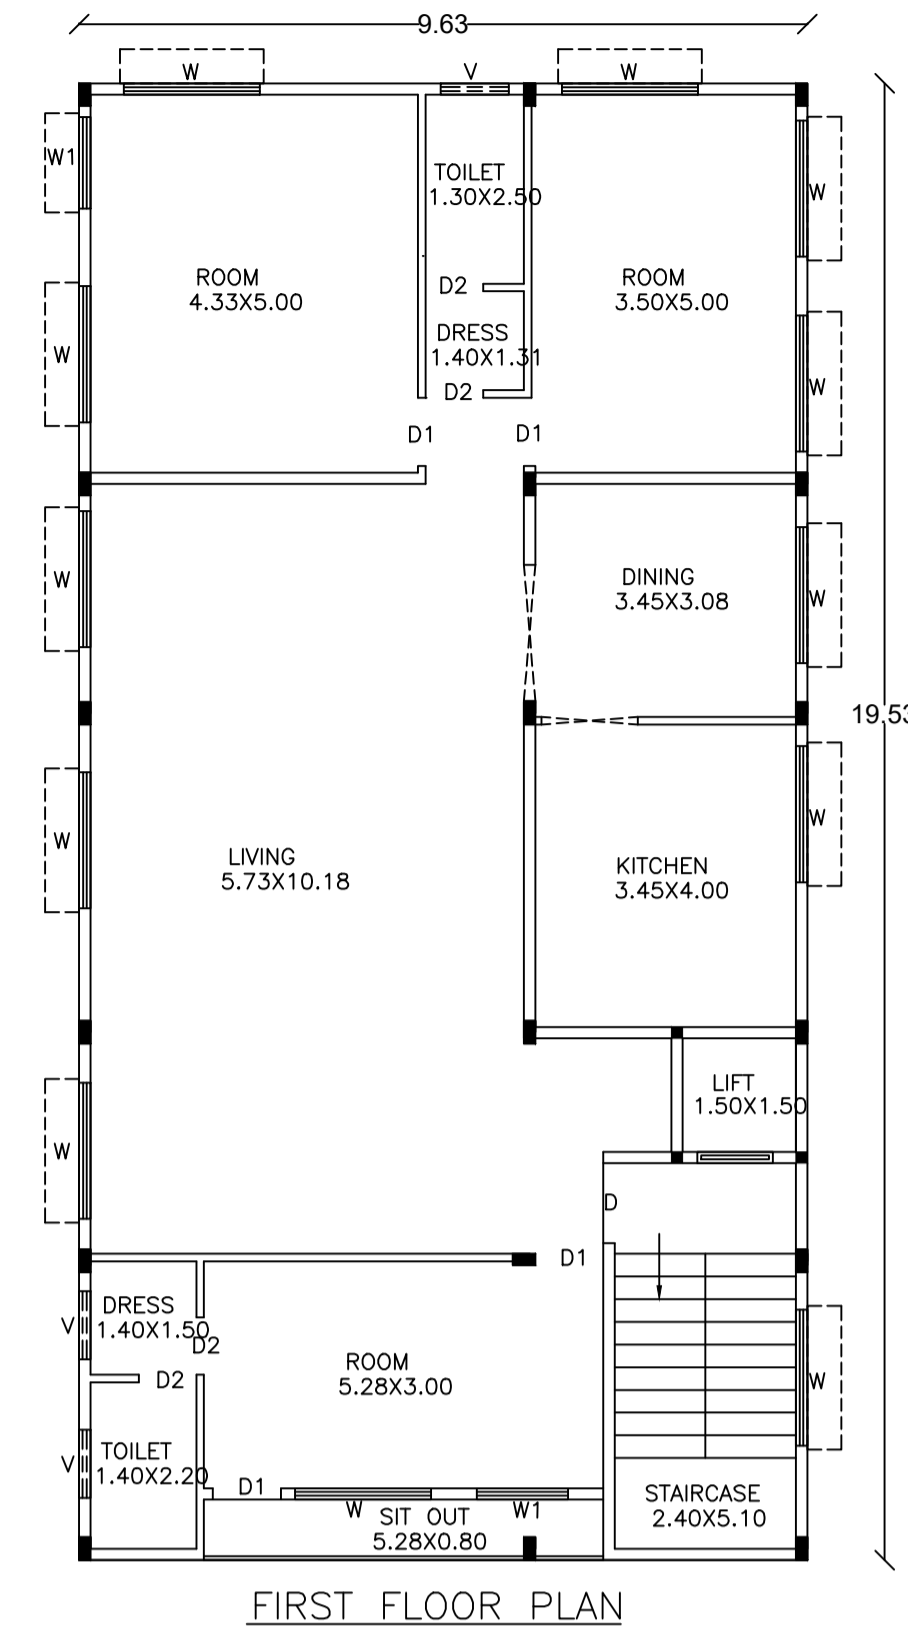 9.63
W
V
W
W1
TOILET
1.30X2.50
W
ROOM
4.33X5.00
D2
ROOM
3.50X5.00
W
DRESS
1.40X1.31
W
D2
D1
D1
W
DINING
3.45X3.08
W
19.53
W
LIVING
5.73X10.18
KITCHEN
3.45X4.00
W
W
LIFT
1.50X1.50
D
D1
V
DRESS
1.40X1.50
D2
D2
ROOM
5.28X3.00
W
V
TOILET
1.40X2.20
D1
W
W1
SIT OUT
5.28X0.80
STAIRCASE
2.40X5.10
FIRST FLOOR PLAN